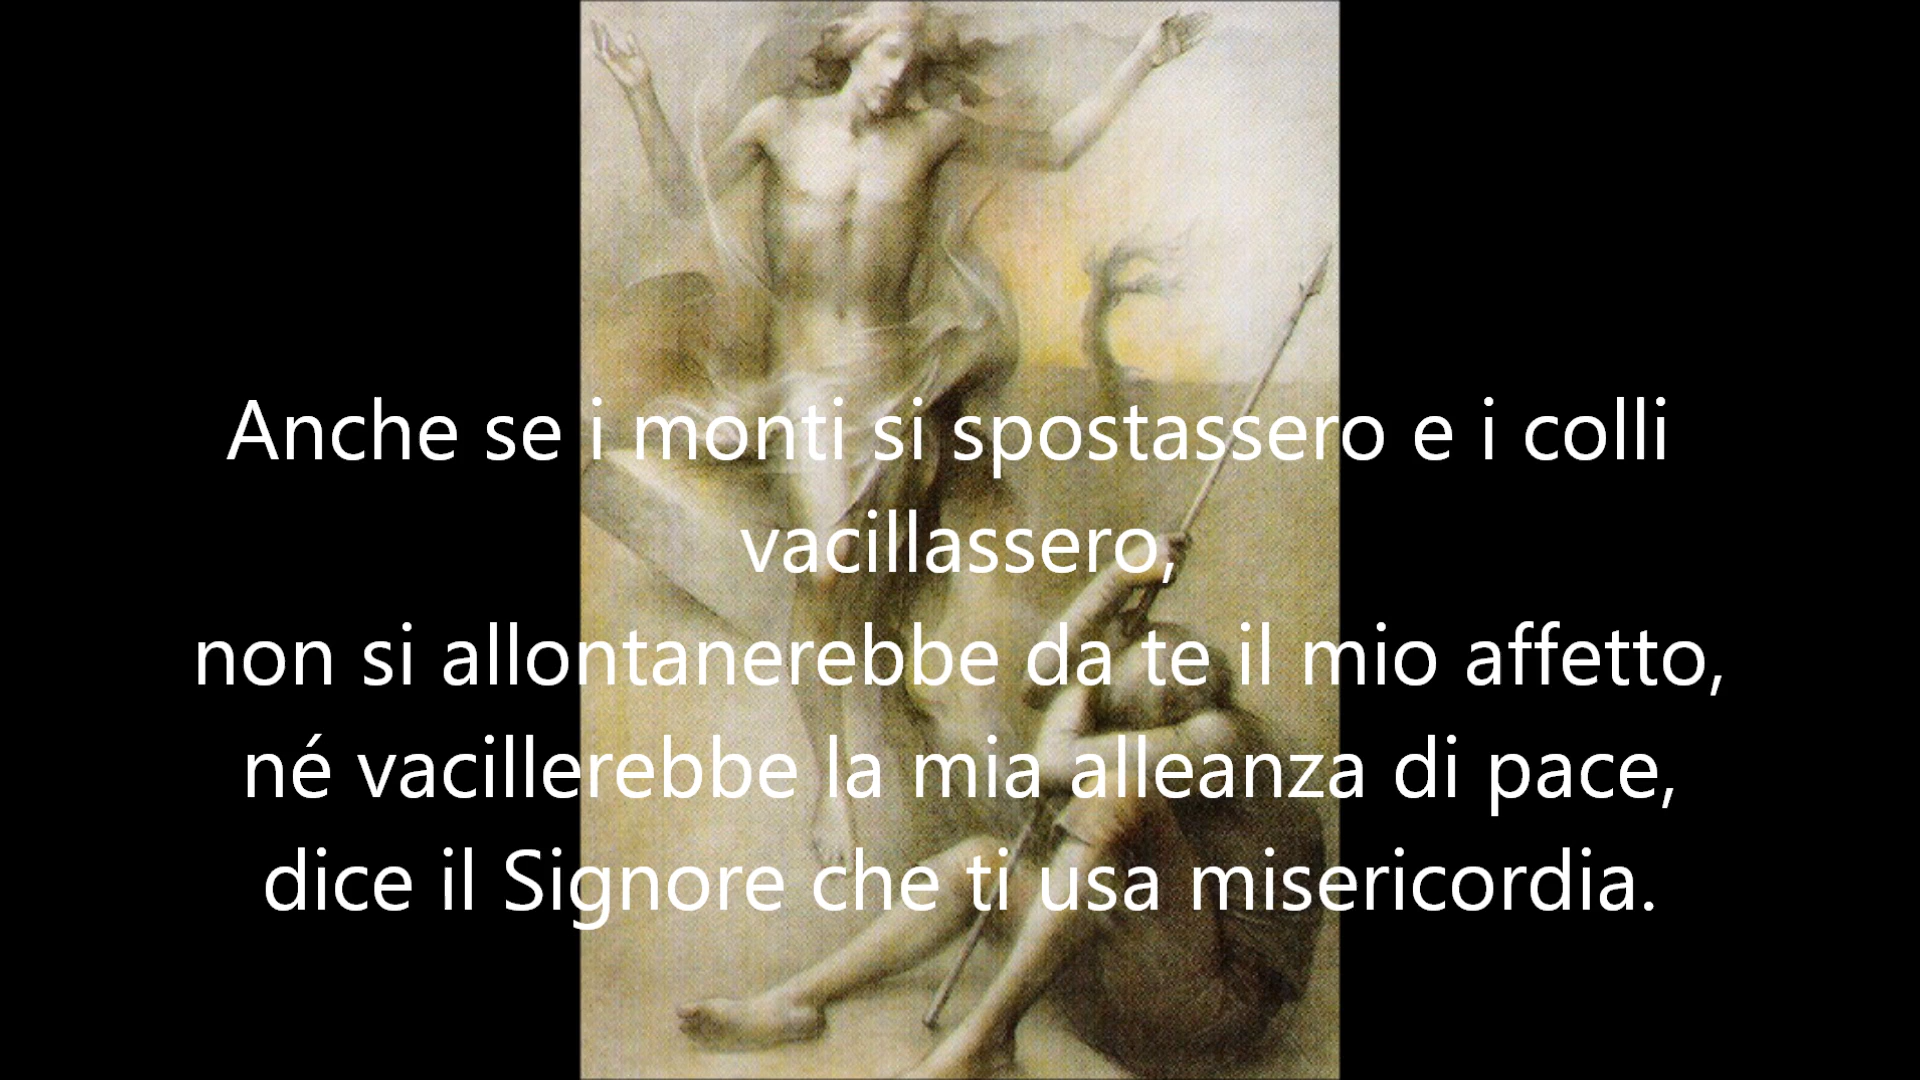 Anche se i monti si spostassero e i colli
vacillassero,
non si allontanerebbe da te il mio affetto,
né vacillerebbe la mia alleanza di pace,
dice il Signore che ti usa misericordia.